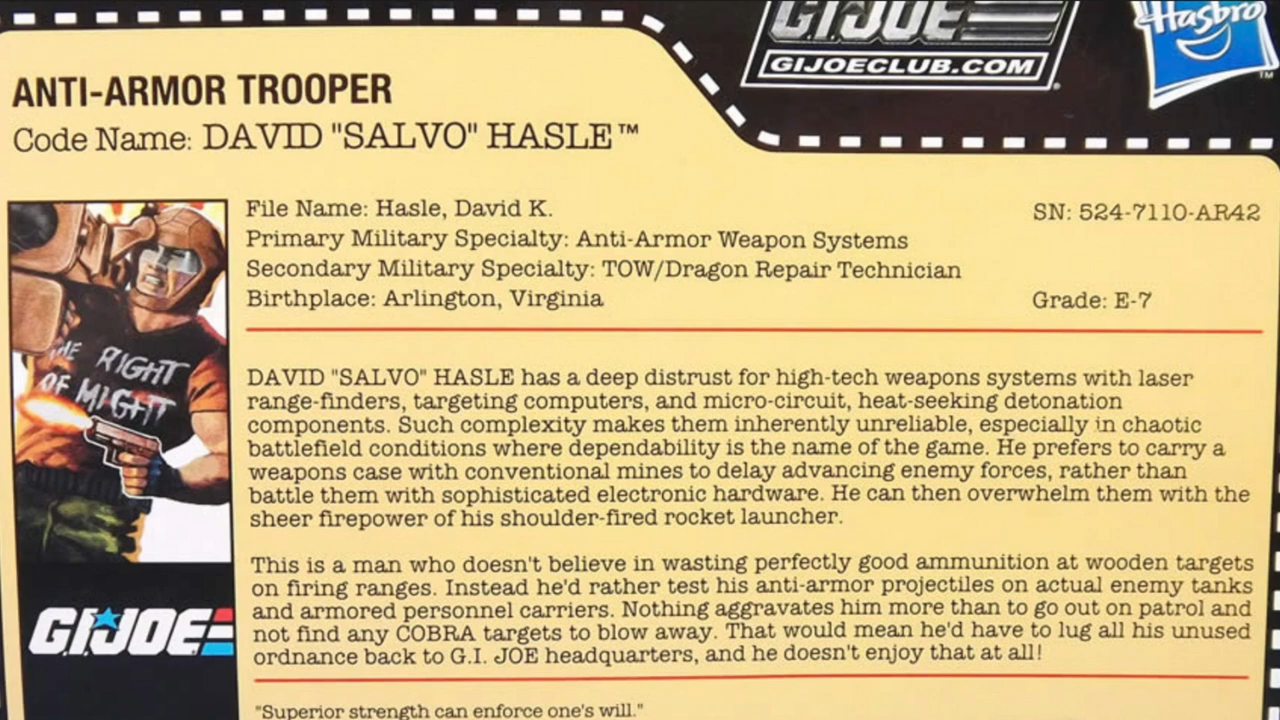 GIJOE
GIJOECLUB.COM
Hasbro
TM
ANTI-ARMOR TROOPER
Code Name: DAVID "SALVO" HASLE™
File Name: Hasle, David K.
SN: 524-7110-AR42
Primary Military Specialty: Anti-Armor Weapon Systems
Secondary Military Specialty: TOW/Dragon Repair Technician
Birthplace: Arlington, Virginia
Grade: E-7
THE RIGHT
OF MIGHT
DAVID "SALVO" HASLE has a deep distrust for high-tech weapons systems with laser
range-finders, targeting computers, and micro-circuit, heat-seeking detonation
components. Such complexity makes them inherently unreliable, especially in chaotic
battlefield conditions where dependability is the name of the game. He prefers to carry a
weapons case with conventional mines to delay advancing enemy forces, rather than
battle them with sophisticated electronic hardware. He can then overwhelm them with the
sheer firepower of his shoulder-fired rocket launcher.
This is a man who doesn't believe in wasting perfectly good ammunition at wooden targets
on firing ranges. Instead he'd rather test his anti-armor projectiles on actual enemy tanks
and armored personnel carriers. Nothing aggravates him more than to go out on patrol and
not find any COBRA targets to blow away. That would mean he'd have to lug all his unused
ordnance back to G.I. JOE headquarters, and he doesn't enjoy that at all!
G.I.JOE
"Superior strength can enforce one's will."